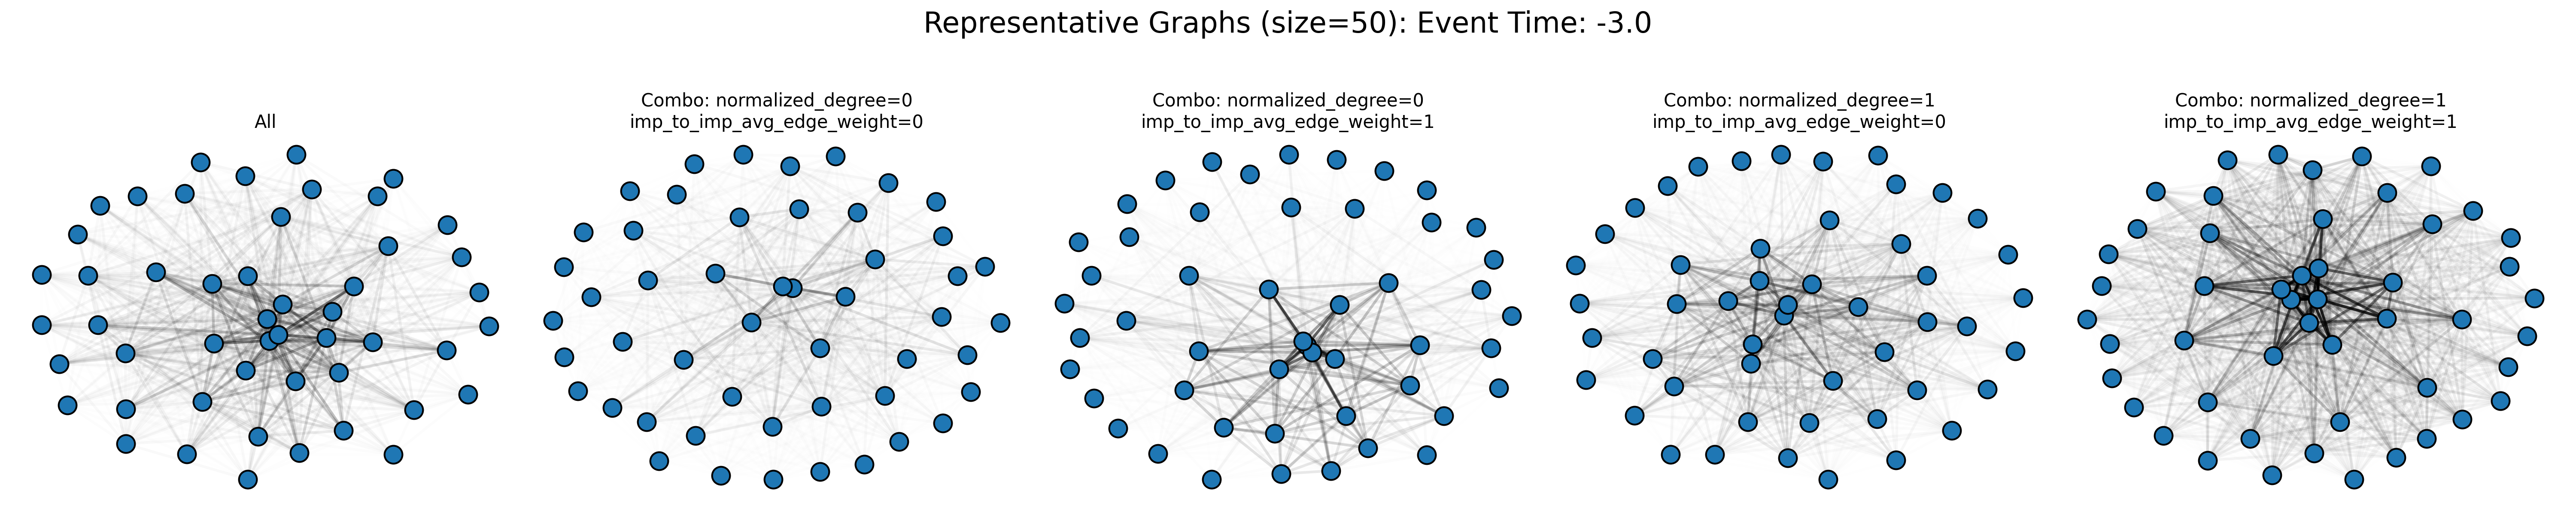 Representative Graphs (size=50): Event Time: -3.0
All
Combo: normalized_degree=0
imp_to_imp_avg_edge_weight=0
Combo: normalized_degree=0
imp_to_imp_avg_edge_weight=1
Combo: normalized_degree=1
imp_to_imp_avg_edge_weight=0
Combo: normalized_degree=1
imp_to_imp_avg_edge_weight=1